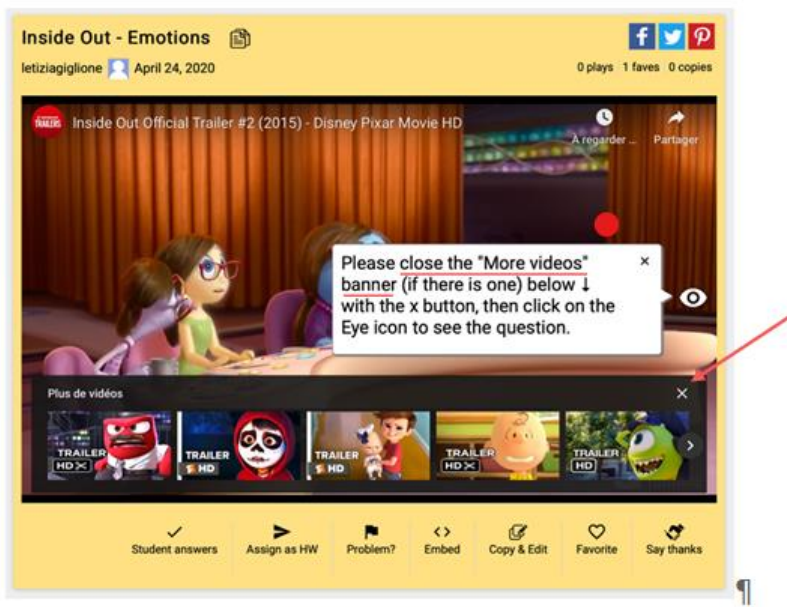 Inside Out - Emotions
letiziagiglione April 24, 2020
0 plays 1 faves 0 copies
TRAILERS Inside Out Official Trailer #2 (2015) - Disney Pixar Movie HD
À regarder ... Partager
Please close the "More videos" ×
banner (if there is one) below ↓
with the x button, then click on the
Eye icon to see the question.
Plus de vidéos
TRAILER TRAILER TRAILER TRAILER TRAILER
HD HD HD HD HD
Student answers Assign as HW Problem? Embed Copy & Edit Favorite Say thanks
¶